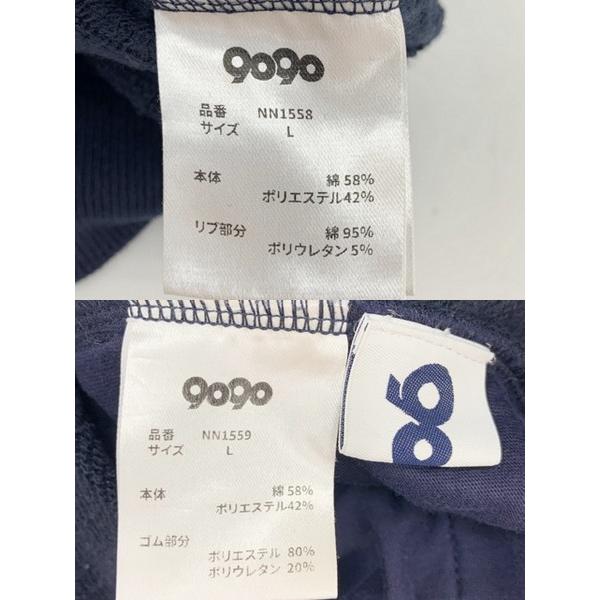 9090
品番 NN1558
サイズ L
本体 綿 58%
ポリエステル42%
リブ部分 綿 95%
ポリウレタン 5%
9090
品番 NN1559
サイズ L
本体 綿 58%
ポリエステル42%
ゴム部分
ポリエステル 80%
ポリウレタン 20%
90